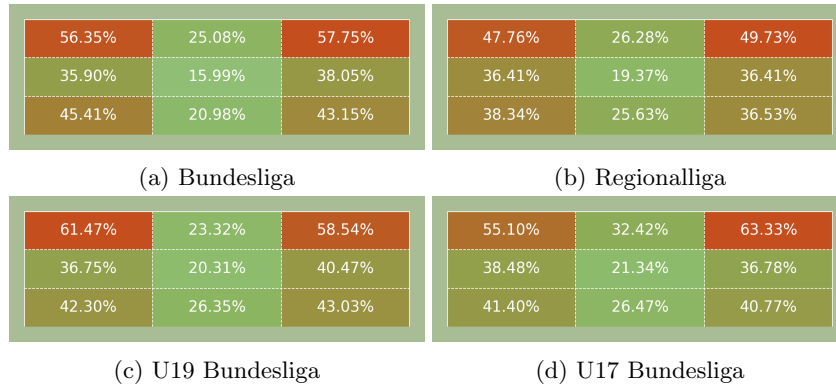 56.35% 25.08% 57.75%
35.90% 15.99% 38.05%
45.41% 20.98% 43.15%
(a) Bundesliga
47.76% 26.28% 49.73%
36.41% 19.37% 36.41%
38.34% 25.63% 36.53%
(b) Regionalliga
61.47% 23.32% 58.54%
36.75% 20.31% 40.47%
42.30% 26.35% 43.03%
(c) U19 Bundesliga
55.10% 32.42% 63.33%
38.48% 21.34% 36.78%
41.40% 26.47% 40.77%
(d) U17 Bundesliga